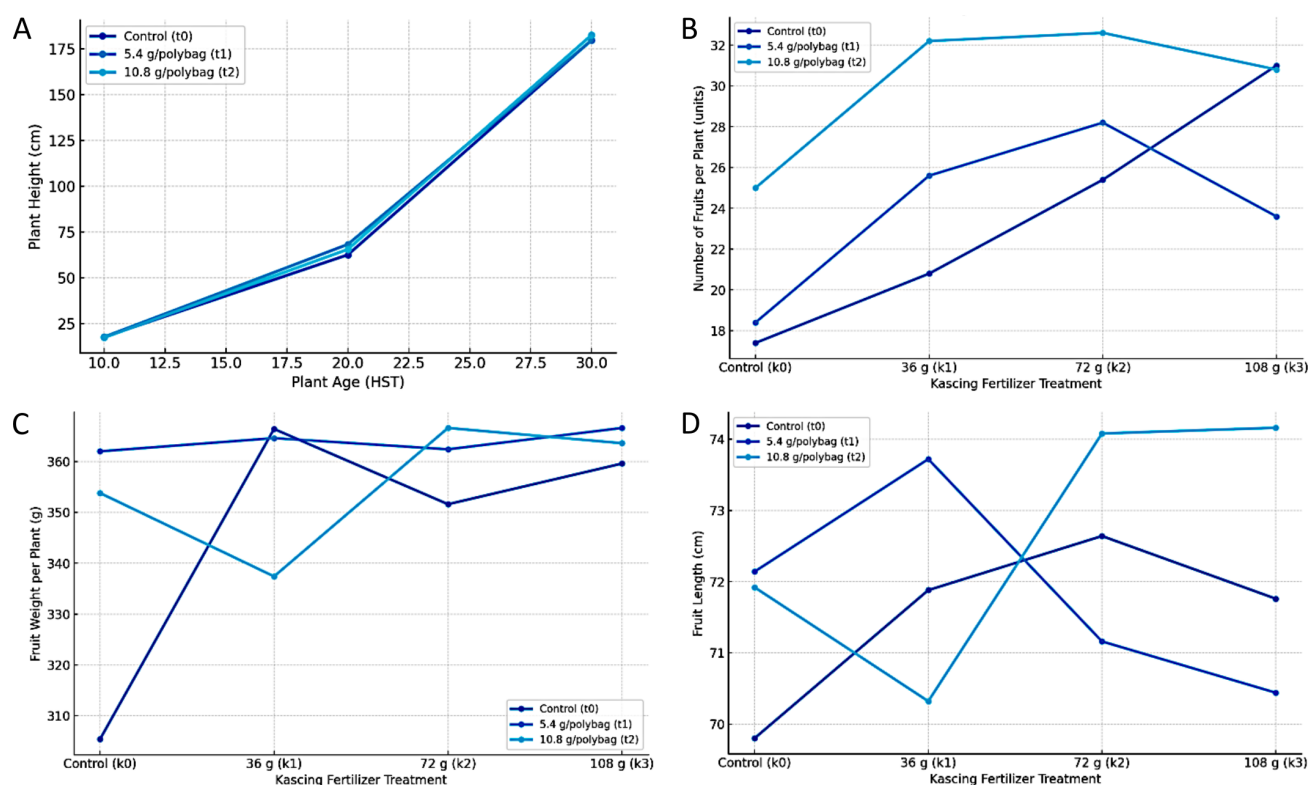 A
Control (t0)
5.4 g/polybag (t1)
10.8 g/polybag (t2)
175
150
125
100
75
50
25
Plant Height (cm)
10.0 12.5 15.0 17.5 20.0 22.5 25.0 27.5 30.0
Plant Age (HST)
B
Control (t0)
5.4 g/polybag (t1)
10.8 g/polybag (t2)
32
30
28
26
24
22
20
18
Number of Fruits per Plant (units)
Control (k0) 36 g (k1) 72 g (k2) 108 g (k3)
Kascing Fertilizer Treatment
C
360
350
340
330
320
310
Fruit Weight per Plant (g)
Control (t0)
5.4 g/polybag (t1)
10.8 g/polybag (t2)
Control (k0) 36 g (k1) 72 g (k2) 108 g (k3)
Kascing Fertilizer Treatment
D
Control (t0)
5.4 g/polybag (t1)
10.8 g/polybag (t2)
74
73
72
71
70
Fruit Length (cm)
Control (k0) 36 g (k1) 72 g (k2) 108 g (k3)
Kascing Fertilizer Treatment